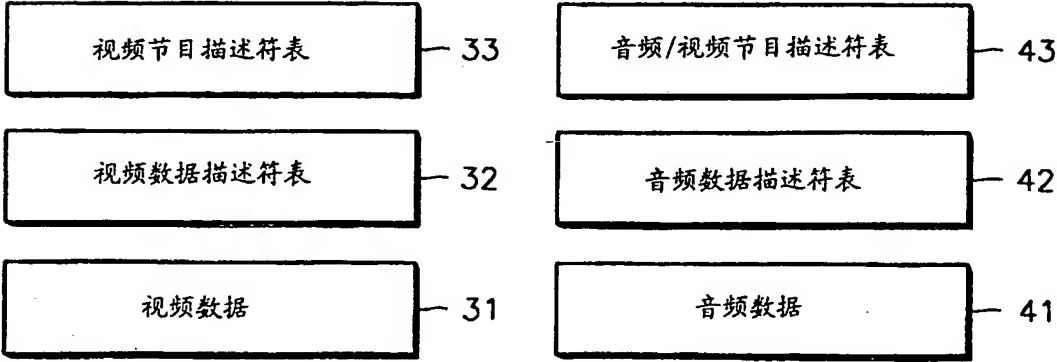 视频节目描述符表 33
音频/视频节目描述符表 43
视频数据描述符表 32
音频数据描述符表 42
视频数据 31
音频数据 41